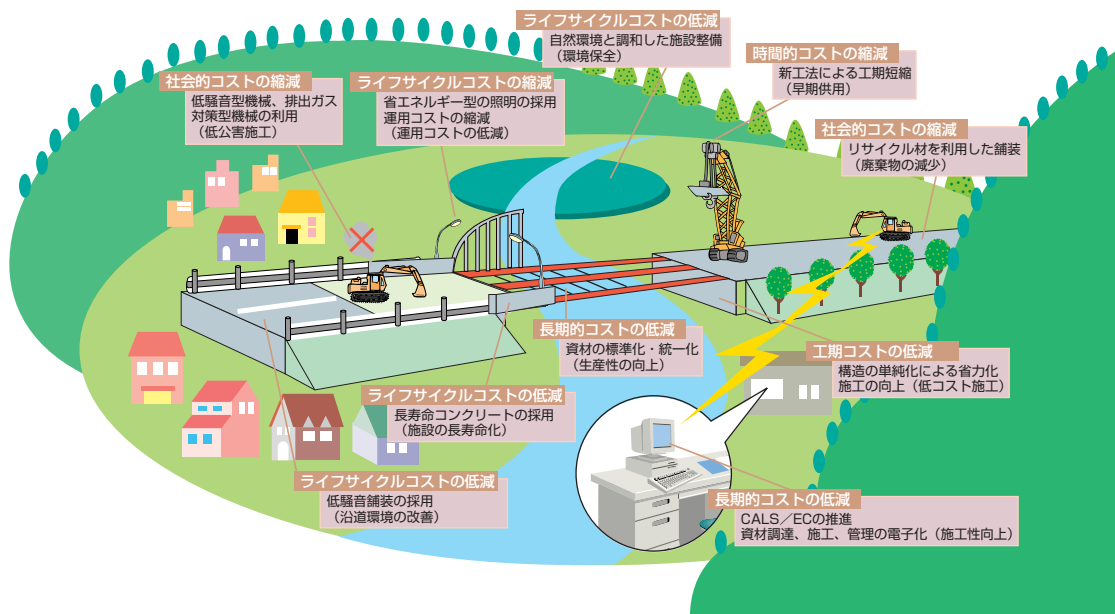 ライフサイクルコストの低減
自然環境と調和した施設整備
（環境保全）
時間的コストの縮減
新工法による工期短縮
（早期供用）
社会的コストの縮減
低騒音型機械、排出ガス
対策型機械の利用
（低公害施工）
ライフサイクルコストの縮減
省エネルギー型の照明の採用
運用コストの縮減
（運用コストの低減）
社会的コストの縮減
リサイクル材を利用した舗装
（廃棄物の減少）
長期的コストの低減
資材の標準化・統一化
（生産性の向上）
工期コストの低減
構造の単純化による省力化
施工の向上（低コスト施工）
ライフサイクルコストの低減
長寿命コンクリートの採用
（施設の長寿命化）
ライフサイクルコストの低減
低騒音舗装の採用
（沿道環境の改善）
長期的コストの低減
CALS／ECの推進
資材調達、施工、管理の電子化（施工性向上）